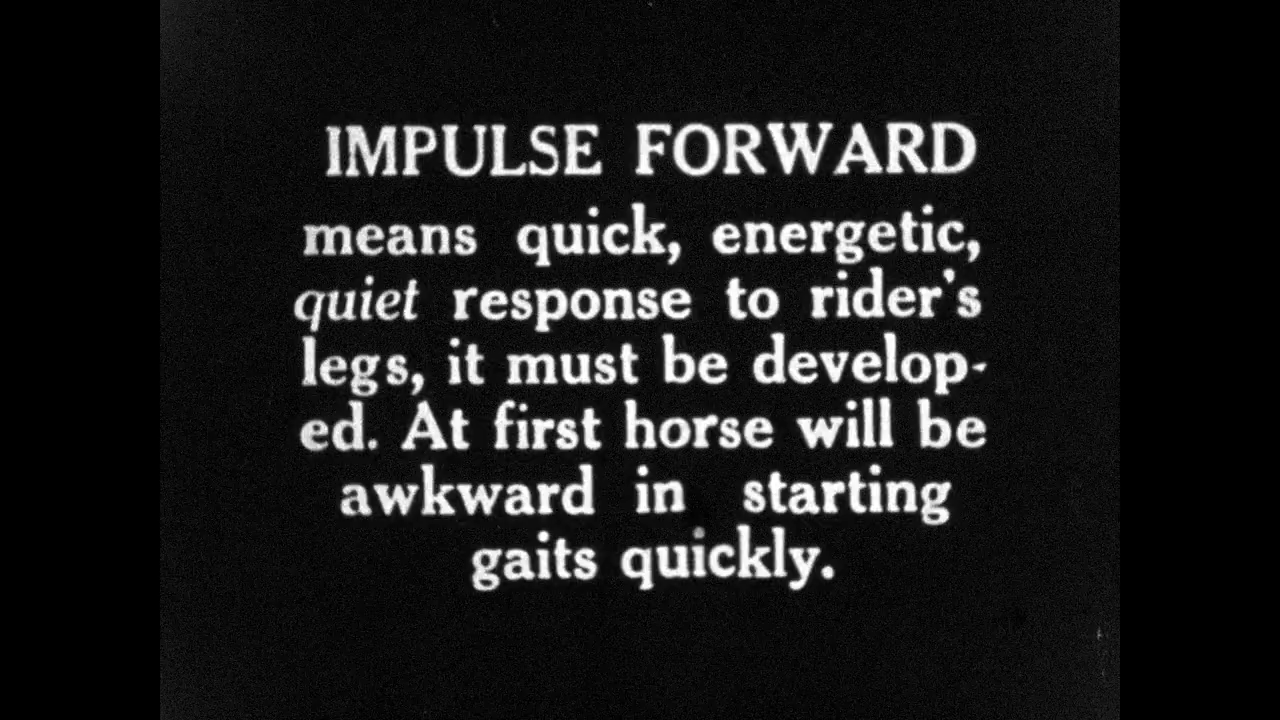 IMPULSE FORWARD
means quick, energetic,
quiet response to rider's
legs, it must be develop-
ed. At first horse will be
awkward in starting
gaits quickly.